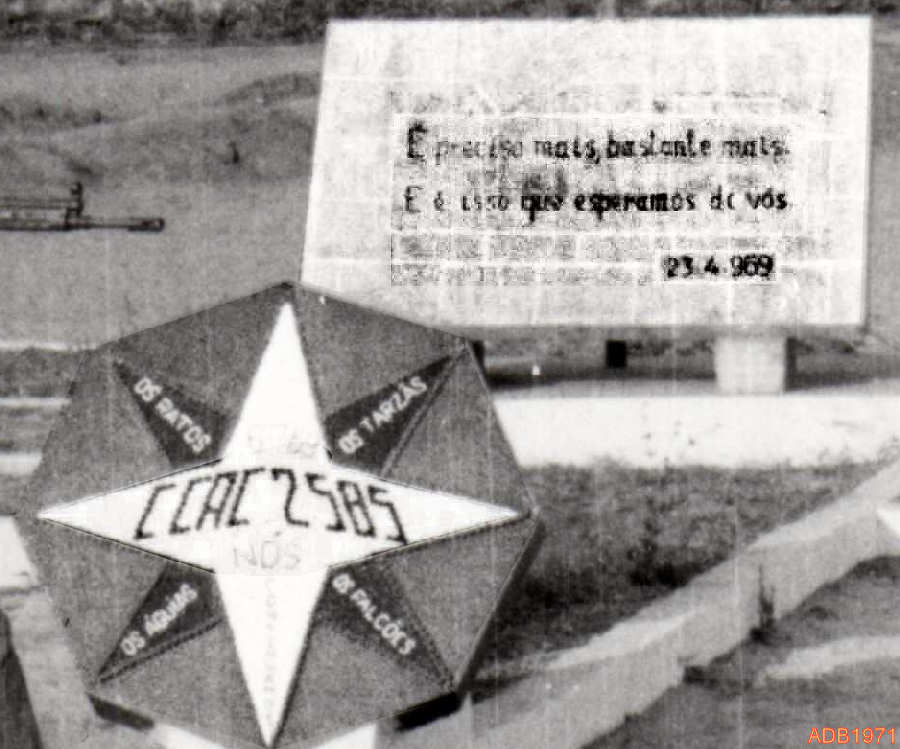 É preciso mais, bastante mais.
E é isso que esperamos de vós
23.4.969
OS RATOS
OS TARZÁS
CCAC 2585
NÓS
OS ÁGUIAS
OS FALCÕES
ADB1971